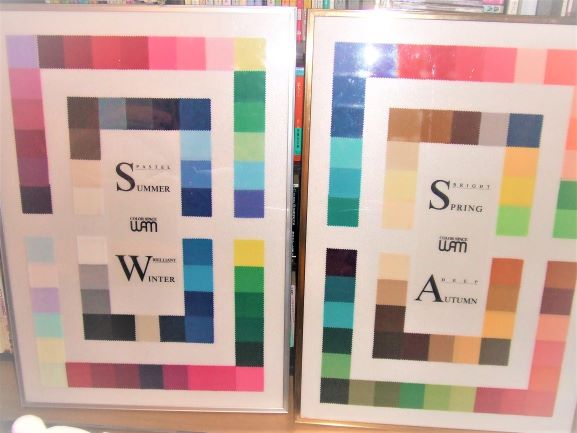 PASTEL
SUMMER
COLOR SPACE
WAM
BRILLIANT
WINTER
BRIGHT
SPRING
COLOR SPACE
WAM
DEEP
AUTUMN